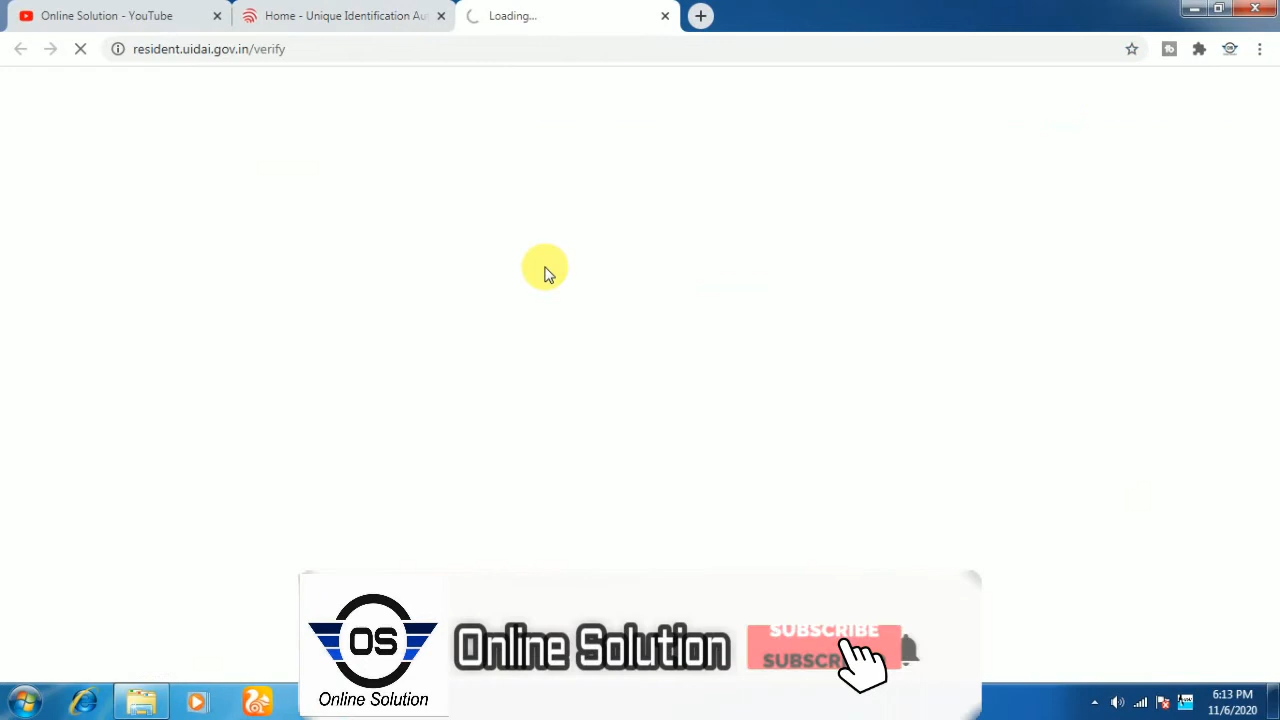 Online Solution - YouTube
Home - Unique Identification Au
Loading...
resident.uidai.gov.in/verify
OS
Online Solution
Online Solution
SUBSCRIBE
SUBSCR
6:13 PM
11/6/2020